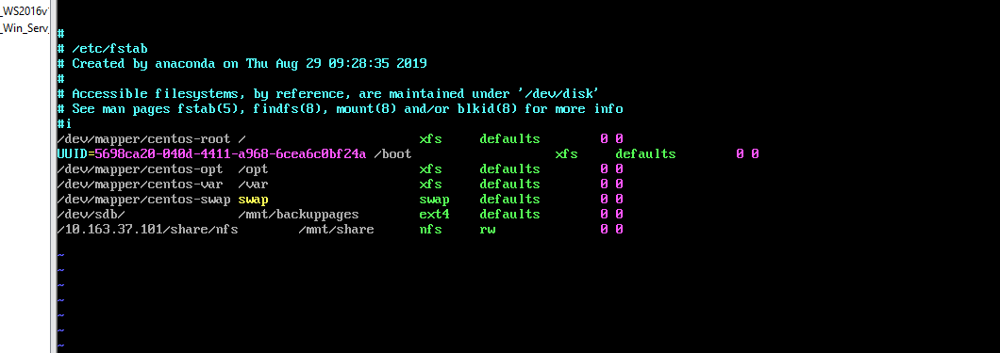 _WS2016v
_Win_Serv_
#
# /etc/fstab
# Created by anaconda on Thu Aug 29 09:28:35 2019
#
# Accessible filesystems, by reference, are maintained under '/dev/disk'
# See man pages fstab(5), findfs(8), mount(8) and/or blkid(8) for more info
#i
/dev/mapper/centos-root / xfs defaults 0 0
UUID=5698ca20-040d-4411-a968-6cea6c0bf24a /boot xfs defaults 0 0
/dev/mapper/centos-opt /opt xfs defaults 0 0
/dev/mapper/centos-var /var xfs defaults 0 0
/dev/mapper/centos-swap swap swap defaults 0 0
/dev/sdb/ /mnt/backuppages ext4 defaults 0 0
/10.163.37.101/share/nfs /mnt/share nfs rw 0 0
~
~
~
~
~
~
~